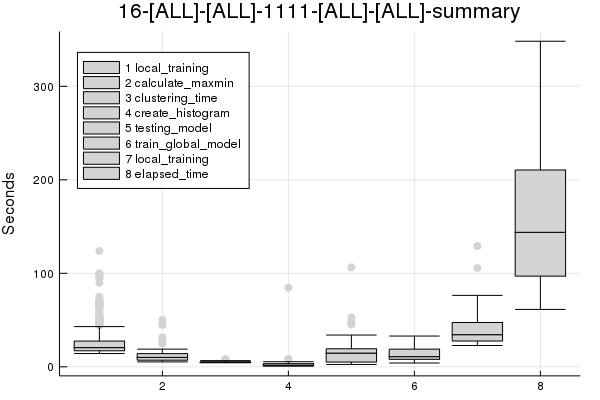 16-[ALL]-[ALL]-1111-[ALL]-[ALL]-summary
300
200
100
0
Seconds
1 local_training
2 calculate_maxmin
3 clustering_time
4 create_histogram
5 testing_model
6 train_global_model
7 local_training
8 elapsed_time
2 4 6 8